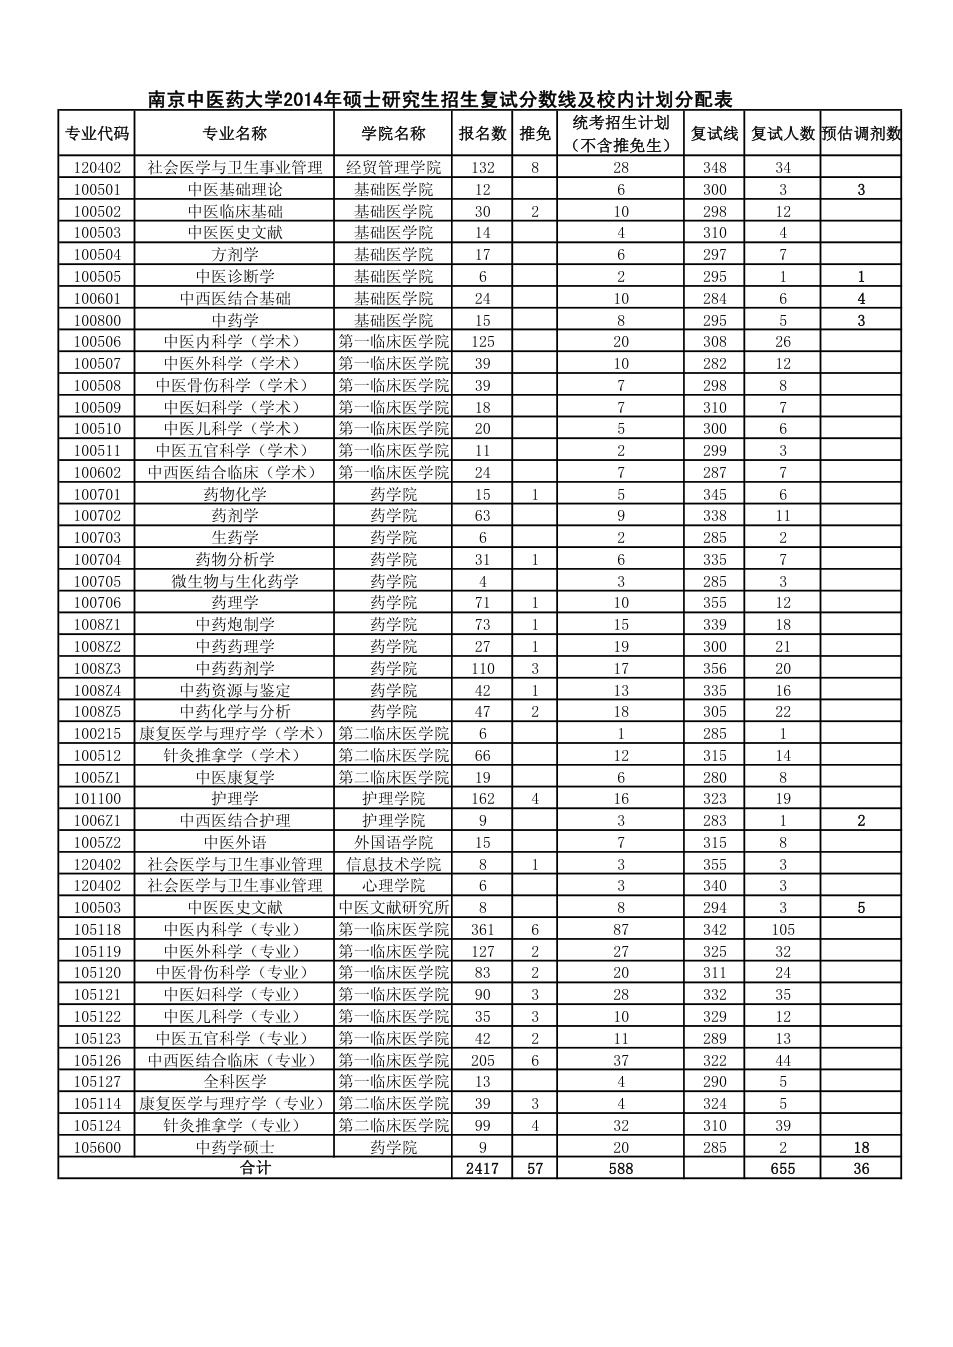 南京中医药大学2014年硕士研究生招生复试分数线及校内计划分配表
专业代码 专业名称 学院名称 报名数 推免 统考招生计划（不含推免生） 复试线 复试人数 预估调剂数
120402 社会医学与卫生事业管理 经贸管理学院 132 8 28 348 34
100501 中医基础理论 基础医学院 12 6 300 3 3
100502 中医临床基础 基础医学院 30 2 10 298 12
100503 中医医史文献 基础医学院 14 4 310 4
100504 方剂学 基础医学院 17 6 297 7
100505 中医诊断学 基础医学院 6 2 295 1 1
100601 中西医结合基础 基础医学院 24 10 284 6 4
100800 中药学 基础医学院 15 8 295 5 3
100506 中医内科学（学术） 第一临床医学院 125 20 308 26
100507 中医外科学（学术） 第一临床医学院 39 10 282 12
100508 中医骨伤科学（学术） 第一临床医学院 39 7 298 8
100509 中医妇科学（学术） 第一临床医学院 18 7 310 7
100510 中医儿科学（学术） 第一临床医学院 20 5 300 6
100511 中医五官科学（学术） 第一临床医学院 11 2 299 3
100602 中西医结合临床（学术） 第一临床医学院 24 7 287 7
100701 药物化学 药学院 15 1 5 345 6
100702 药剂学 药学院 63 9 338 11
100703 生药学 药学院 6 2 285 2
100704 药物分析学 药学院 31 1 6 335 7
100705 微生物与生化药学 药学院 4 3 285 3
100706 药理学 药学院 71 1 10 355 12
1008Z1 中药炮制学 药学院 73 1 15 339 18
1008Z2 中药药理学 药学院 27 1 19 300 21
1008Z3 中药药剂学 药学院 110 3 17 356 20
1008Z4 中药资源与鉴定 药学院 42 1 13 335 16
1008Z5 中药化学与分析 药学院 47 2 18 305 22
100215 康复医学与理疗学（学术） 第二临床医学院 6 1 285 1
100512 针灸推拿学（学术） 第二临床医学院 66 12 315 14
1005Z1 中医康复学 第二临床医学院 19 6 280 8
101100 护理学 护理学院 162 4 16 323 19
1006Z1 中西医结合护理 护理学院 9 3 283 1 2
1005Z2 中医外语 外国语学院 15 7 315 8
120402 社会医学与卫生事业管理 信息技术学院 8 1 3 355 3
120402 社会医学与卫生事业管理 心理学院 6 3 340 3
100503 中医医史文献 中医文献研究所 8 8 294 3 5
105118 中医内科学（专业） 第一临床医学院 361 6 87 342 105
105119 中医外科学（专业） 第一临床医学院 127 2 27 325 32
105120 中医骨伤科学（专业） 第一临床医学院 83 2 20 311 24
105121 中医妇科学（专业） 第一临床医学院 90 3 28 332 35
105122 中医儿科学（专业） 第一临床医学院 35 3 10 329 12
105123 中医五官科学（专业） 第一临床医学院 42 2 11 289 13
105126 中西医结合临床（专业） 第一临床医学院 205 6 37 322 44
105127 全科医学 第一临床医学院 13 4 290 5
105114 康复医学与理疗学（专业） 第二临床医学院 39 3 4 324 5
105124 针灸推拿学（专业） 第二临床医学院 99 4 32 310 39
105600 中药学硕士 药学院 9 20 285 2 18
合计 2417 57 588 655 36